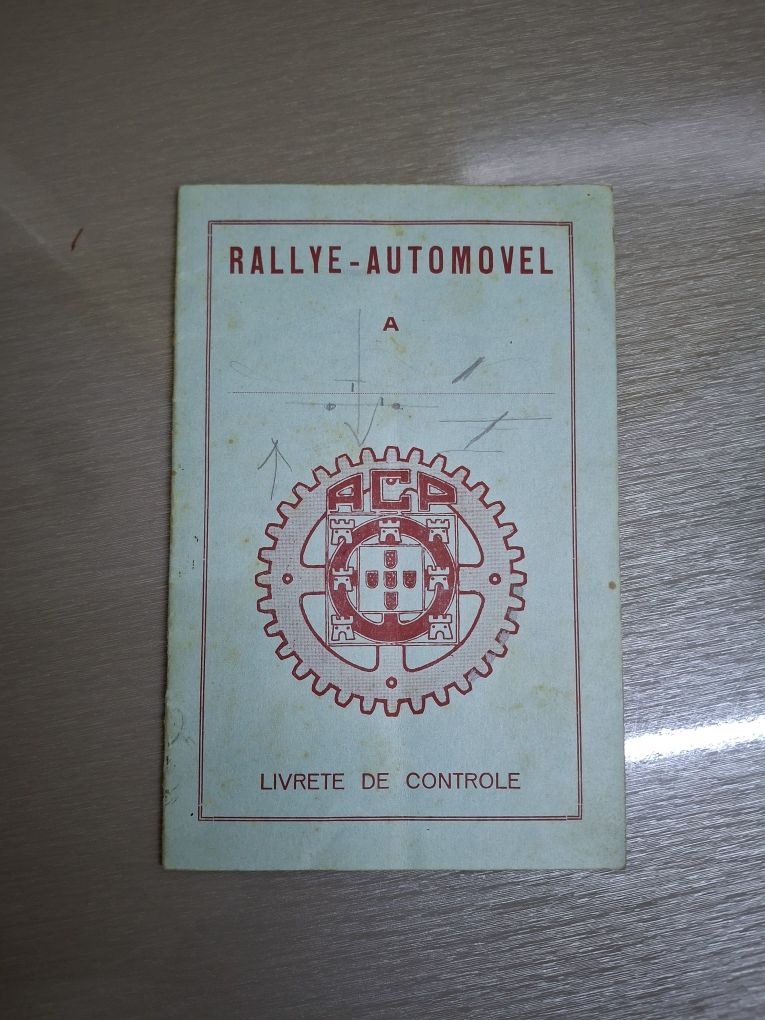 RALLYE-AUTOMOVEL
A
ACP
LIVRETE DE CONTROLE